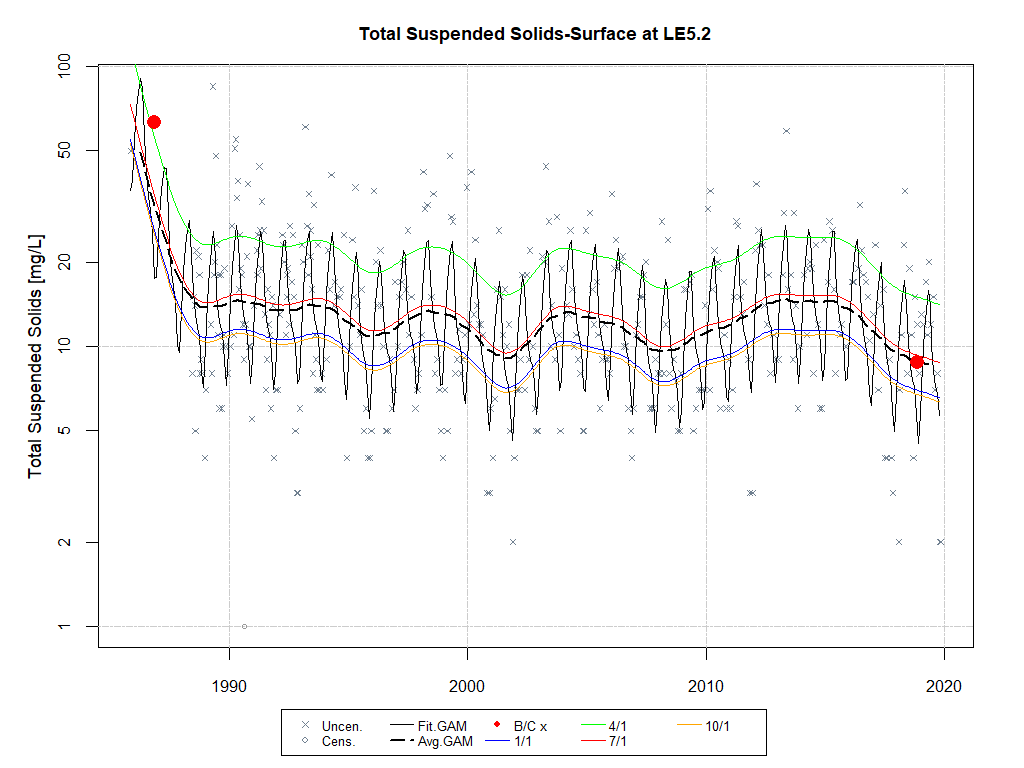 Total Suspended Solids-Surface at LE5.2
Total Suspended Solids [mg/L]
100
50
20
10
5
2
1
1990 2000 2010 2020
Uncen. Fit.GAM B/C x 4/1 10/1
Cens. Avg.GAM 1/1 7/1